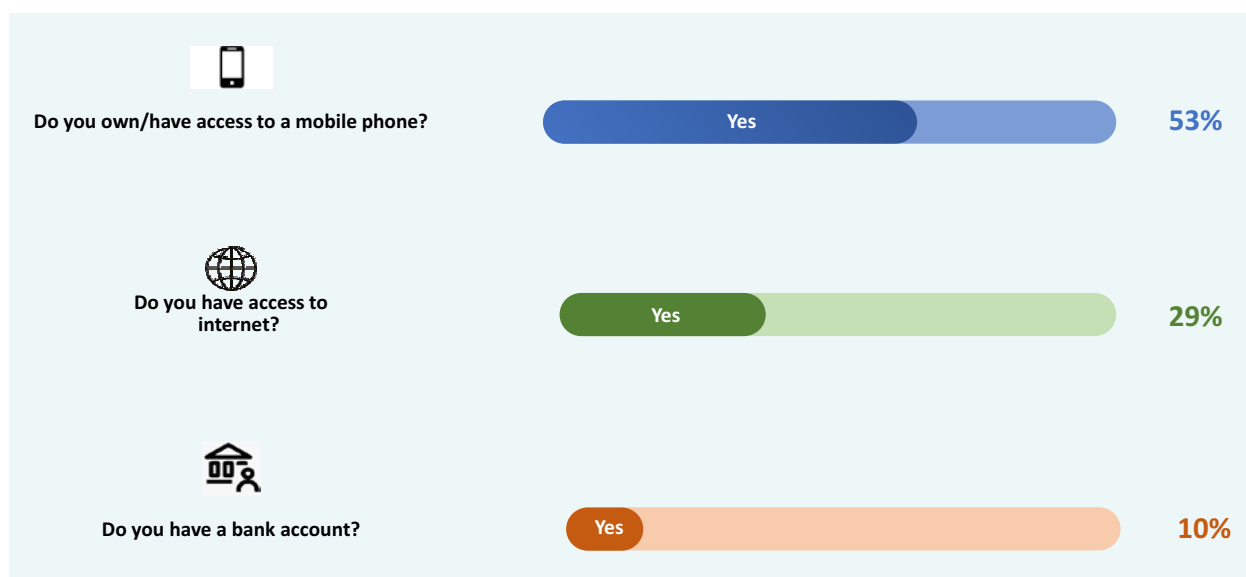 Do you own/have access to a mobile phone?
Yes
53%
Do you have access to
internet?
Yes
29%
Do you have a bank account?
Yes
10%